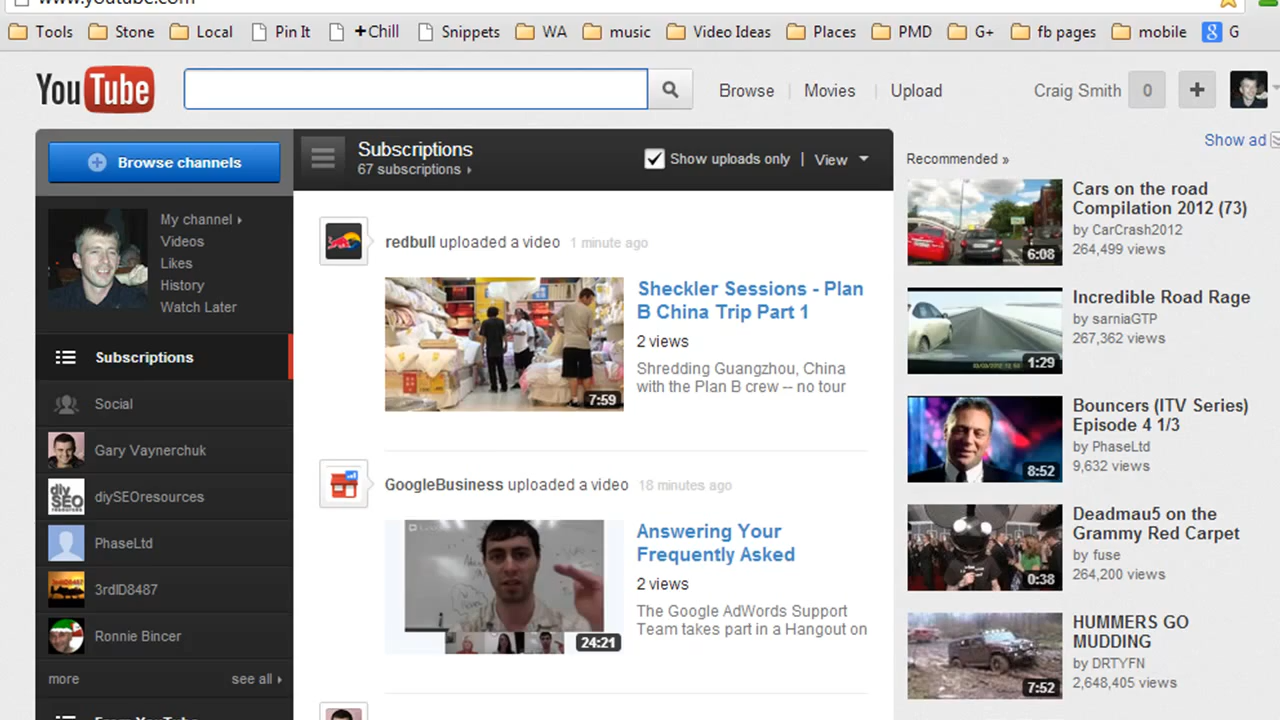 www.youtube.com
Tools Stone Local Pin It +Chill Snippets WA music Video Ideas Places PMD G+ fb pages mobile G
YouTube
Browse | Movies | Upload
Craig Smith 0 +
Show ad
Browse channels
Subscriptions
67 subscriptions
Show uploads only | View
My channel
Videos
Likes
History
Watch Later
Subscriptions
Social
Gary Vaynerchuk
diySEOresources
PhaseLtd
3rdID8487
Ronnie Bincer
more see all
From YouTube
redbull uploaded a video 1 minute ago
7:59
Sheckler Sessions - Plan
B China Trip Part 1
2 views
Shredding Guangzhou, China
with the Plan B crew -- no tour
GoogleBusiness uploaded a video 18 minutes ago
24:21
Answering Your
Frequently Asked
2 views
The Google AdWords Support
Team takes part in a Hangout on
Recommended »
6:08
Cars on the road
Compilation 2012 (73)
by CarCrash2012
264,499 views
1:29
Incredible Road Rage
by sarniaGTP
267,362 views
8:52
Bouncers (ITV Series)
Episode 4 1/3
by PhaseLtd
9,632 views
0:38
Deadmau5 on the
Grammy Red Carpet
by fuse
264,200 views
7:52
HUMMERS GO
MUDDING
by DRTYFN
2,648,405 views